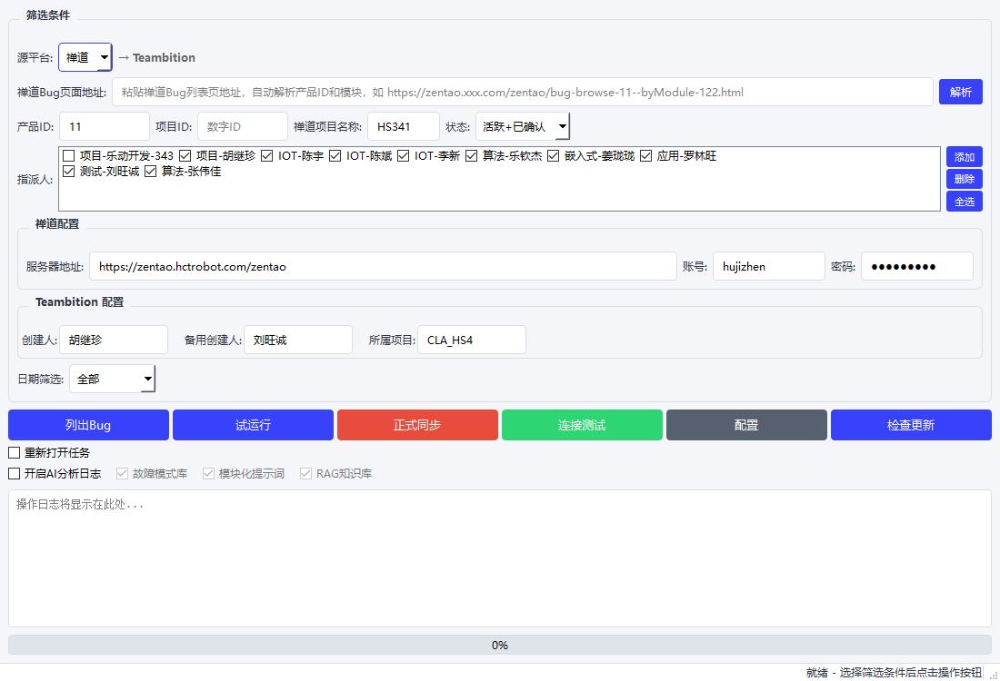 筛选条件
源平台: 禅道 → Teambition
禅道Bug页面地址: 粘贴禅道Bug列表页地址，自动解析产品ID和模块，如 https://zentao.xxx.com/zentao/bug-browse-11--byModule-122.html 解析
产品ID: 11 项目ID: 数字ID 禅道项目名称: HS341 状态: 活跃+已确认
项目-乐动开发-343 项目-胡继珍 IOT-陈宇 IOT-陈斌 IOT-李新 算法-乐钦杰 嵌入式-姜珑珑 应用-罗林旺 添加
测试-刘旺诚 算法-张伟佳
指派人: 删除
全选
禅道配置
服务器地址: https://zentao.hctrobot.com/zentao 账号: hujizhen 密码: ●●●●●●●●●
Teambition 配置
创建人: 胡继珍 备用创建人: 刘旺诚 所属项目: CLA_HS4
日期筛选: 全部
列出Bug 试运行 正式同步 连接测试 配置 检查更新
重新打开任务
开启AI分析日志 故障模式库 模块化提示词 RAG知识库
操作日志将显示在此处...
0%
就绪 - 选择筛选条件后点击操作按钮